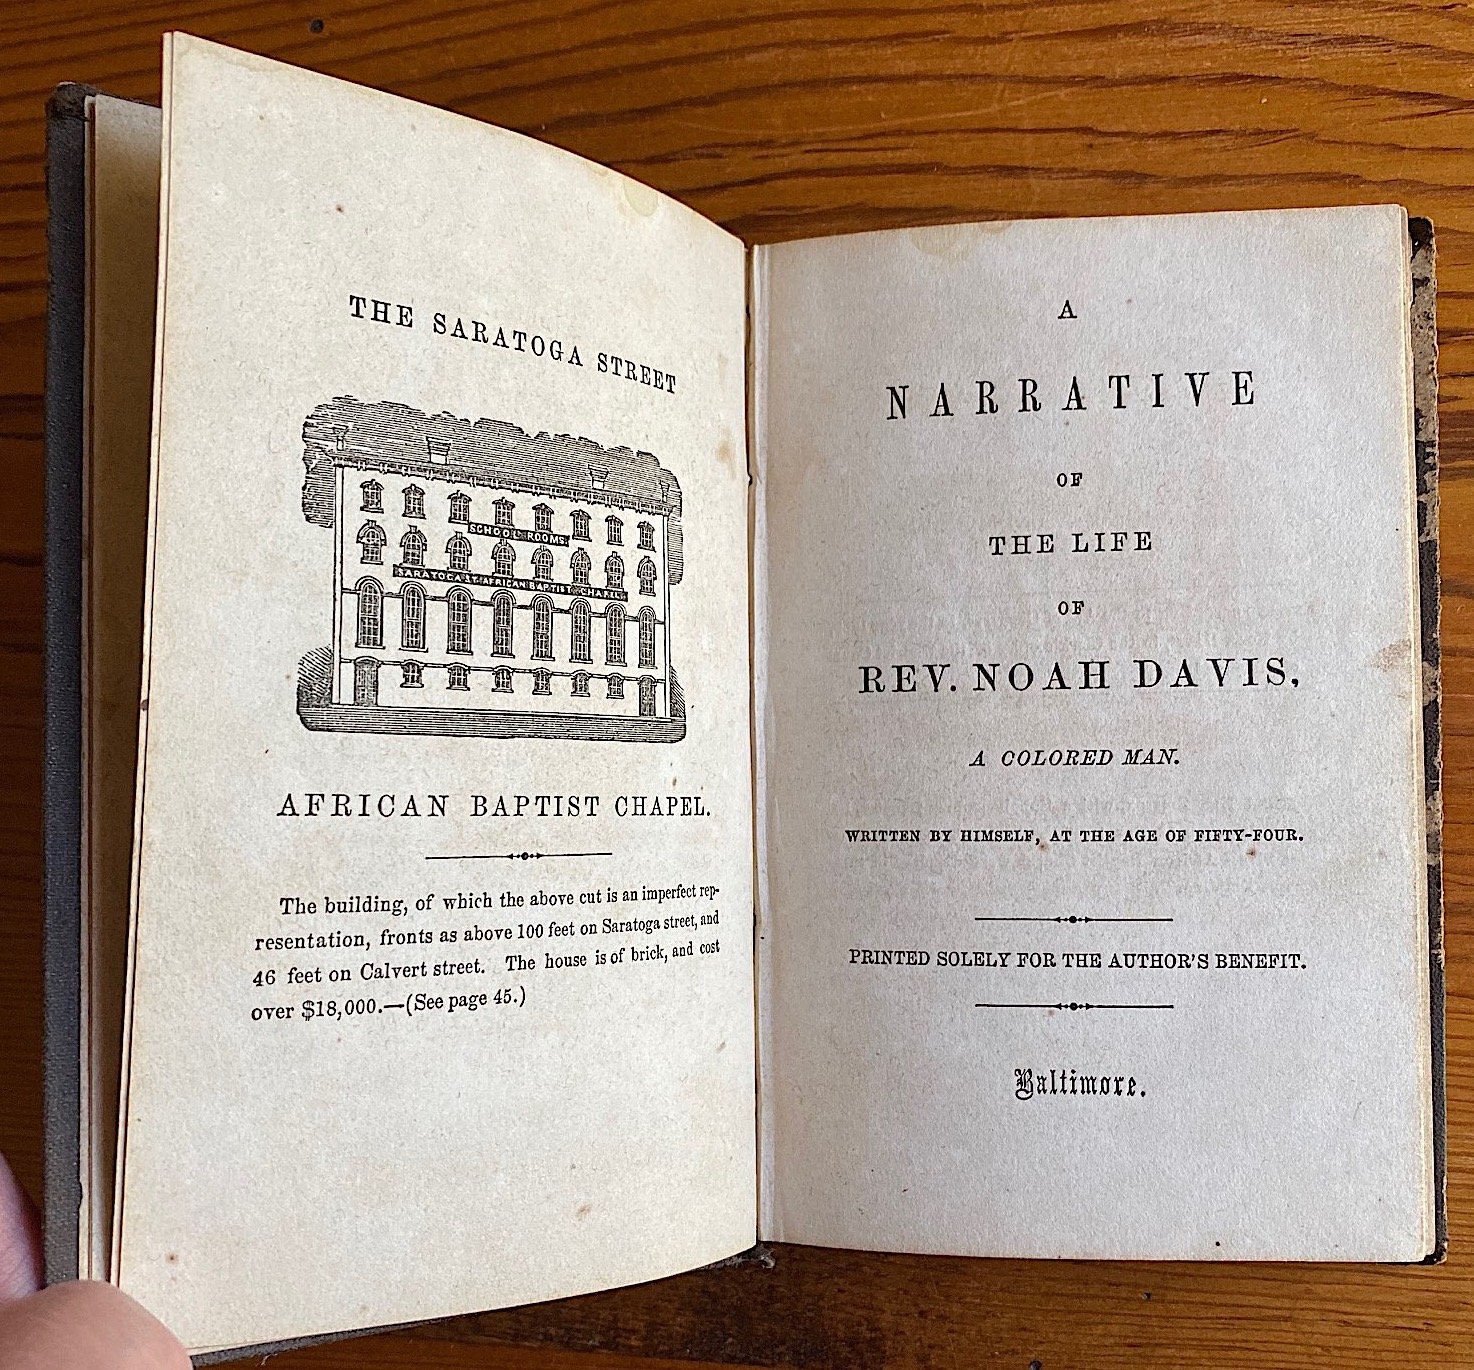 THE SARATOGA STREET
SCHOOL ROOMS.
SARATOGA ST. AFRICAN BAPTIST CHAPEL.
AFRICAN BAPTIST CHAPEL.
The building, of which the above cut is an imperfect rep-
resentation, fronts as above 100 feet on Saratoga street, and
46 feet on Calvert street. The house is of brick, and cost
over $18,000.—(See page 45.)
A
NARRATIVE
OF
THE LIFE
OF
REV. NOAH DAVIS,
A COLORED MAN.
WRITTEN BY HIMSELF, AT THE AGE OF FIFTY-FOUR.
PRINTED SOLELY FOR THE AUTHOR'S BENEFIT.
Baltimore.